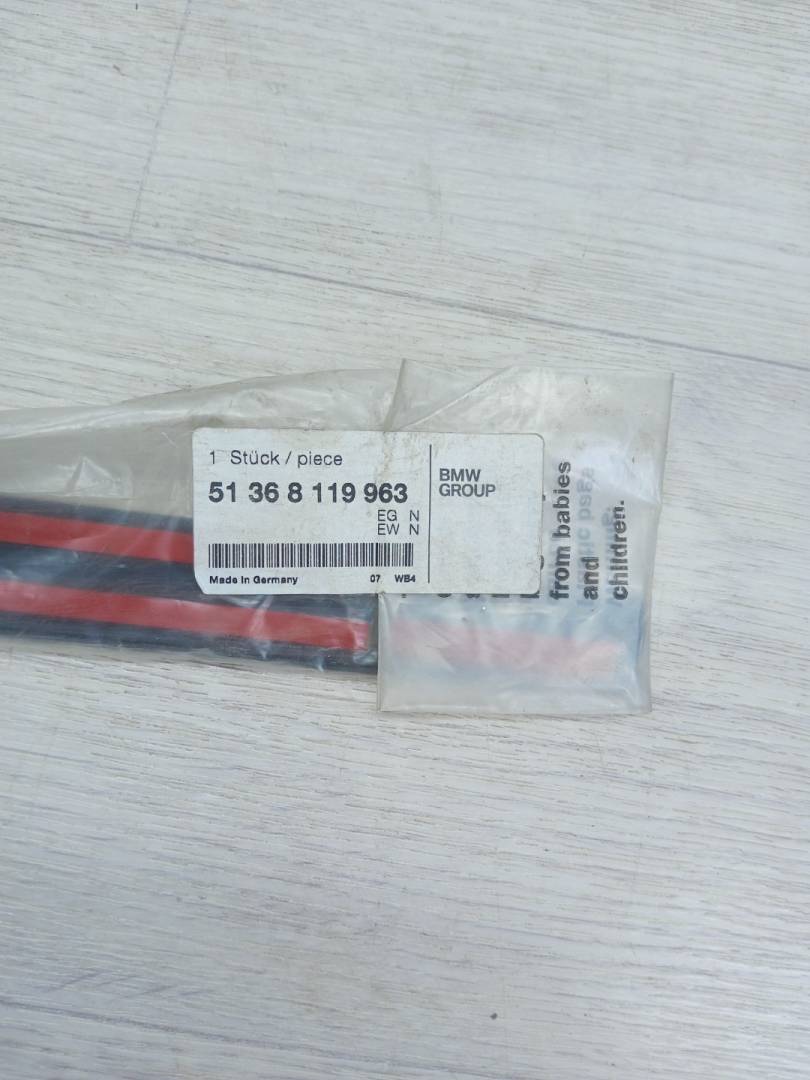 1 Stück / piece
51 36 8 119 963
EG N
EW N
Made in Germany 07 WB4
BMW
GROUP
from babies
and
children.